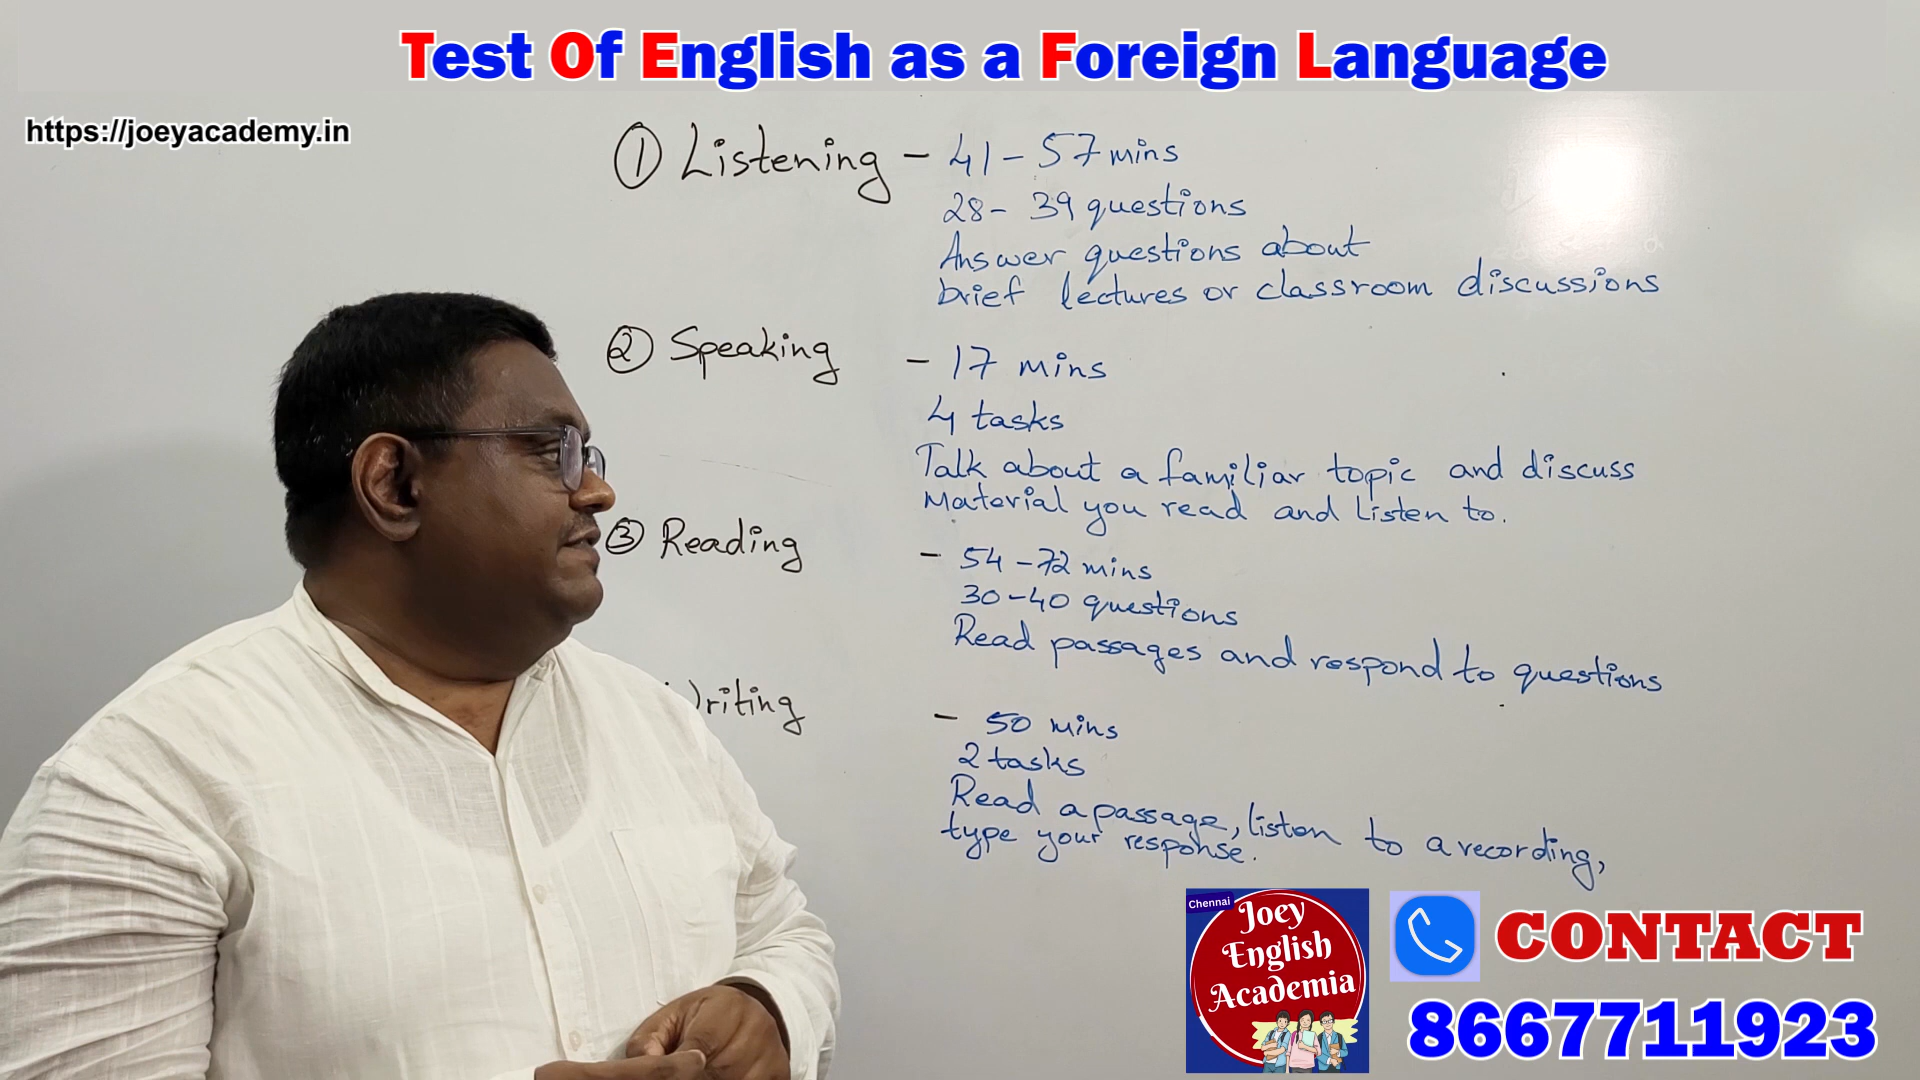 Test Of English as a Foreign Language
https://joeyacademy.in
① Listening - 41-57 mins
28-39 questions
Answer questions about
brief lectures or classroom discussions
② Speaking - 17 mins
4 tasks
Talk about a familiar topic and discuss
Material you read and Listen to.
③ Reading - 54-72 mins
30-40 questions
Read passages and respond to questions
riting - 50 mins
2 tasks
Read a passage, listen to a recording,
type your response.
Chennai
Joey
English
Academia
CONTACT
8667711923